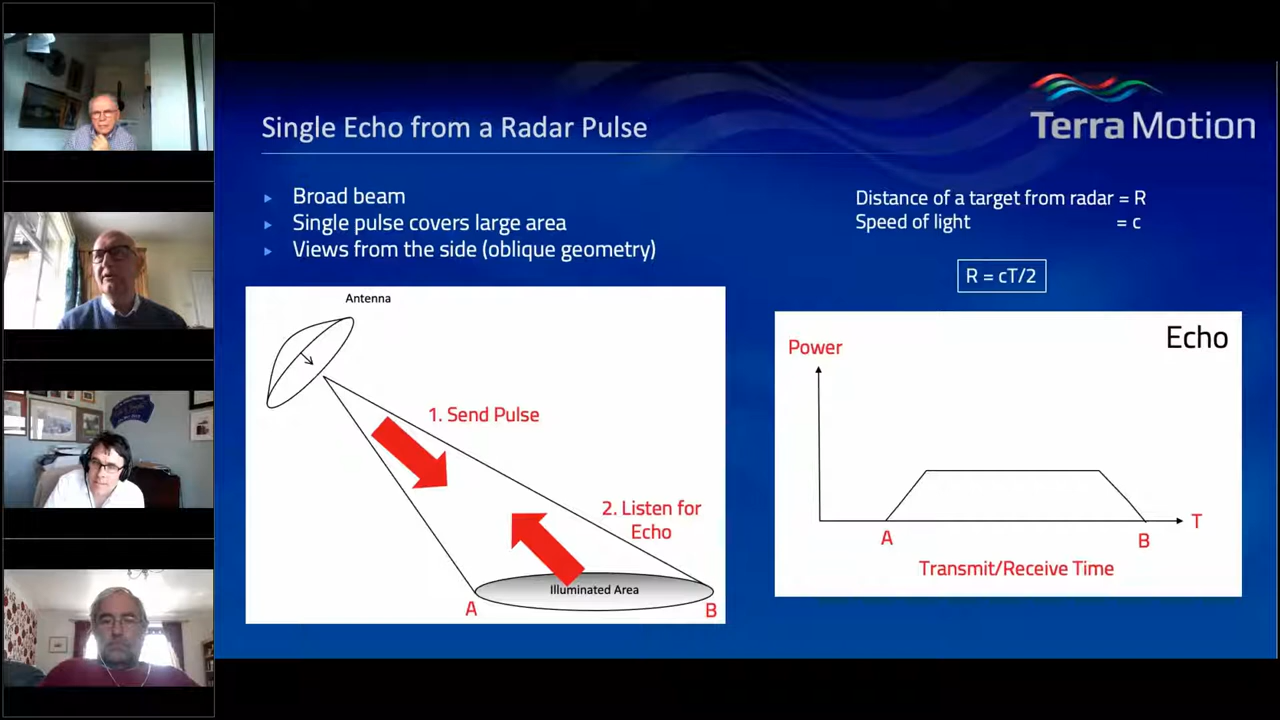 Terra Motion
Single Echo from a Radar Pulse
Broad beam
Single pulse covers large area
Views from the side (oblique geometry)
Distance of a target from radar = R
Speed of light = c
R = cT/2
Antenna
1. Send Pulse
2. Listen for
Echo
Illuminated Area
A
B
Echo
Power
T
A
B
Transmit/Receive Time